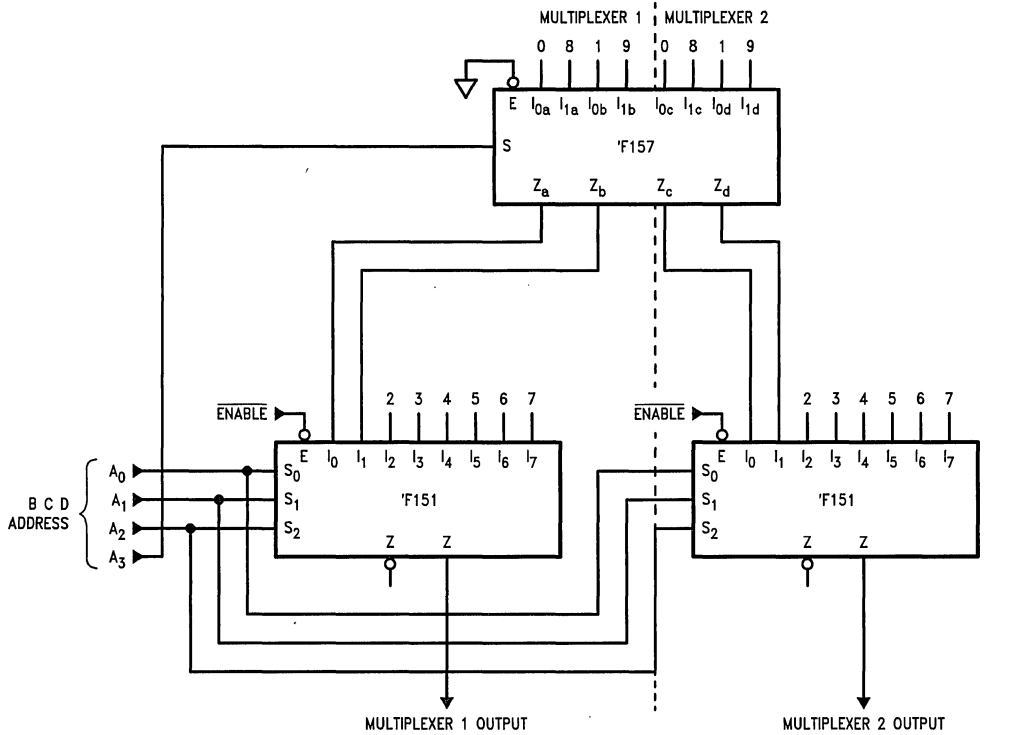 MULTIPLEXER 1 MULTIPLEXER 2
0 8 1 9 0 8 1 9
E I0a I1a I0b I1b I0c I1c I0d I1d
S 'F157
Za Zb Zc Zd
2 3 4 5 6 7 2 3 4 5 6 7
ENABLE ENABLE
E I0 I1 I2 I3 I4 I5 I6 I7 E I0 I1 I2 I3 I4 I5 I6 I7
A0 S0 S0
B C D A1 S1 'F151 S1 'F151
ADDRESS A2 S2 S2
Z Z Z Z
A3
MULTIPLEXER 1 OUTPUT MULTIPLEXER 2 OUTPUT